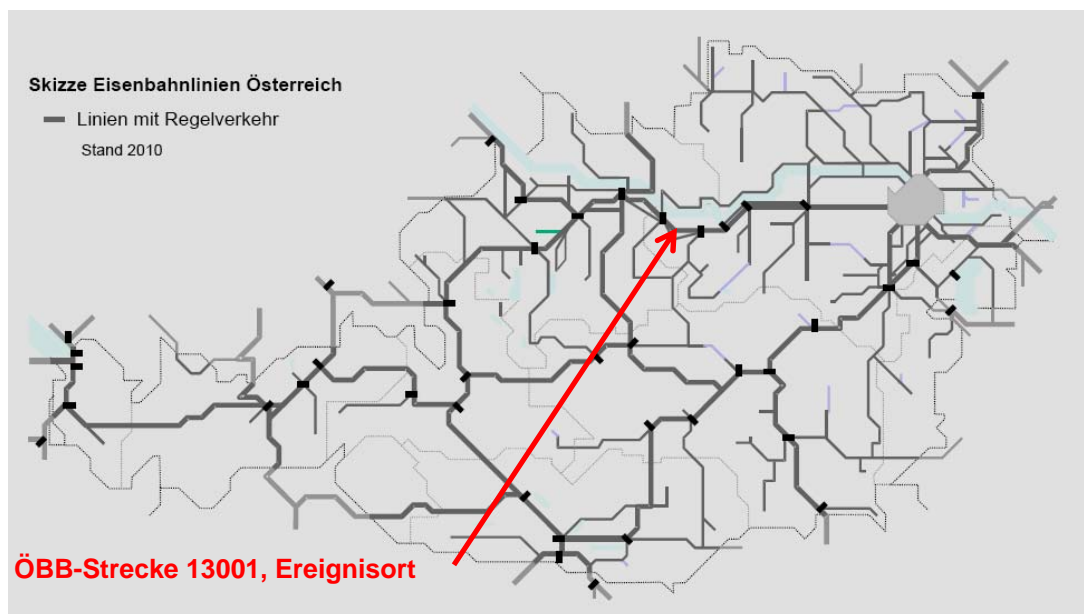 Skizze Eisenbahnlinien Österreich
Linien mit Regelverkehr
Stand 2010
ÖBB-Strecke 13001, Ereignisort